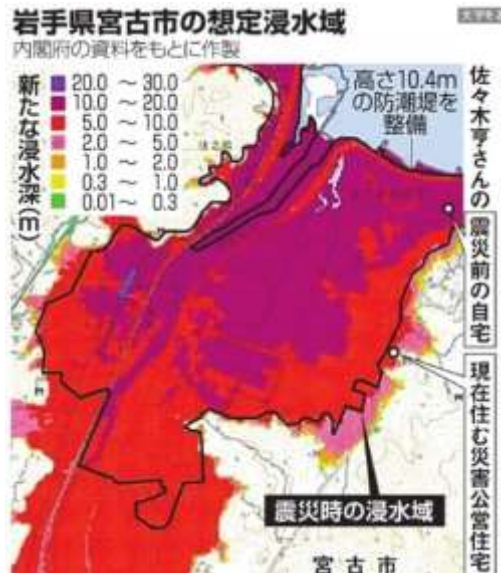 岩手県宮古市の想定浸水域
内閣府の資料をもとに作製
新たな浸水深(m)
20.0 ～ 30.0
10.0 ～ 20.0
5.0 ～ 10.0
2.0 ～ 5.0
1.0 ～ 2.0
0.3 ～ 1.0
0.01 ～ 0.3
高さ10.4m
の防潮堤を
整備
佐々木亨さんの
震災前の自宅
現在住む災害公営住宅
震災時の浸水域
宮古市